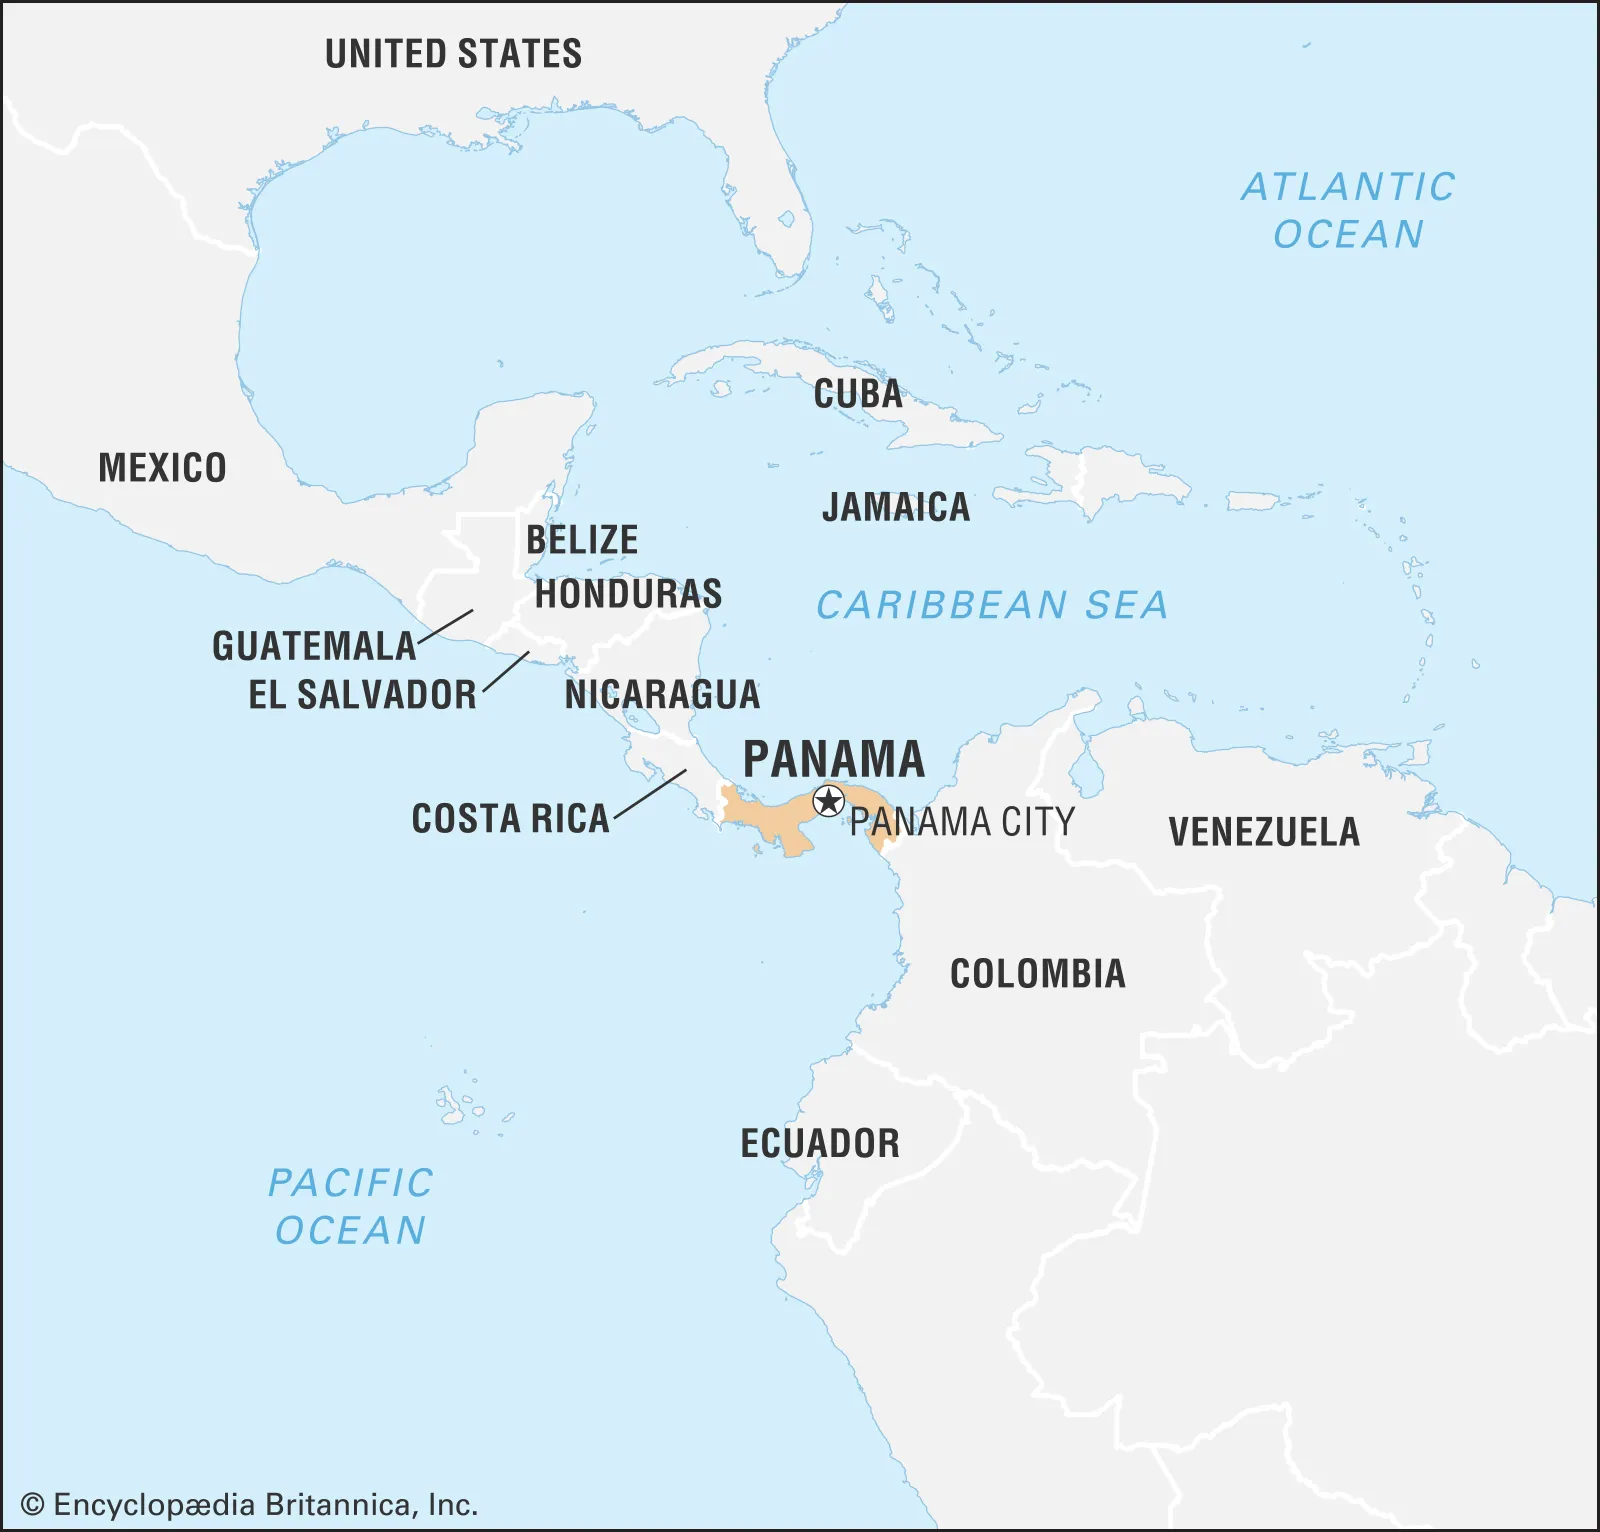 UNITED STATES
ATLANTIC
OCEAN
CUBA
MEXICO
JAMAICA
BELIZE
HONDURAS
CARIBBEAN SEA
GUATEMALA
EL SALVADOR
NICARAGUA
PANAMA
COSTA RICA
PANAMA CITY
VENEZUELA
COLOMBIA
ECUADOR
PACIFIC
OCEAN
© Encyclopædia Britannica, Inc.